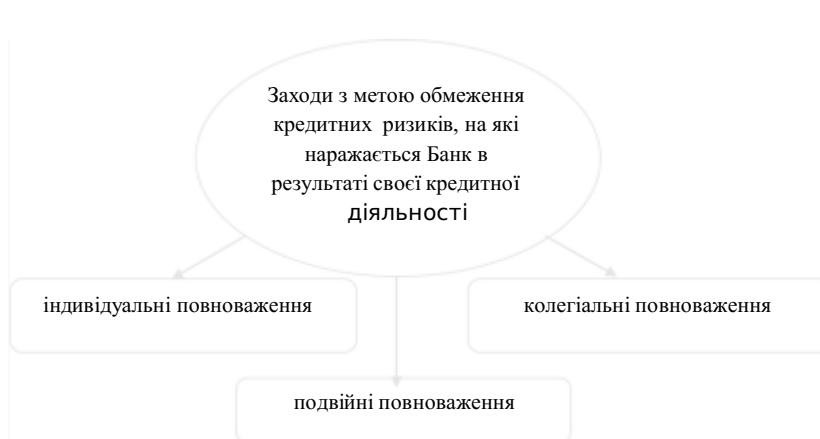 Заходи з метою обмеження
кредитних ризиків, на які
наражається Банк в
результаті своєї кредитної
діяльності
індивідуальні повноваження
колегіальні повноваження
подвійні повноваження